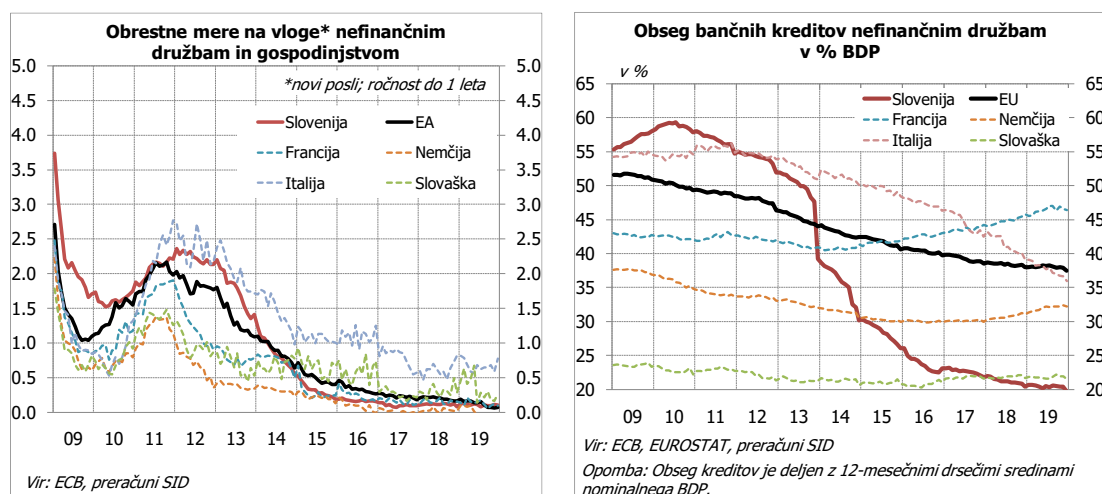 Obrestne mere na vloge* nefinančnim
družbam in gospodinjstvom
5.0 5.0
*novi posli; ročnost do 1 leta
4.5 4.5
4.0 4.0
Slovenija EA
3.5 3.5
Francija Nemčija
Italija Slovaška
3.0 3.0
2.5 2.5
2.0 2.0
1.5 1.5
1.0 1.0
0.5 0.5
0.0 0.0
09 10 11 12 13 14 15 16 17 18 19
Vir: ECB, preračuni SID
Obseg bančnih kreditov nefinančnim družbam
v % BDP
v %
65 65
Slovenija EU
60 60
Francija Nemčija
Italija Slovaška
55 55
50 50
45 45
40 40
35 35
30 30
25 25
20 20
09 10 11 12 13 14 15 16 17 18 19
Vir: ECB, EUROSTAT, preračuni SID
Opomba: Obseg kreditov je deljen z 12-mesečnimi drsečimi sredinami
nominalnega BDP.